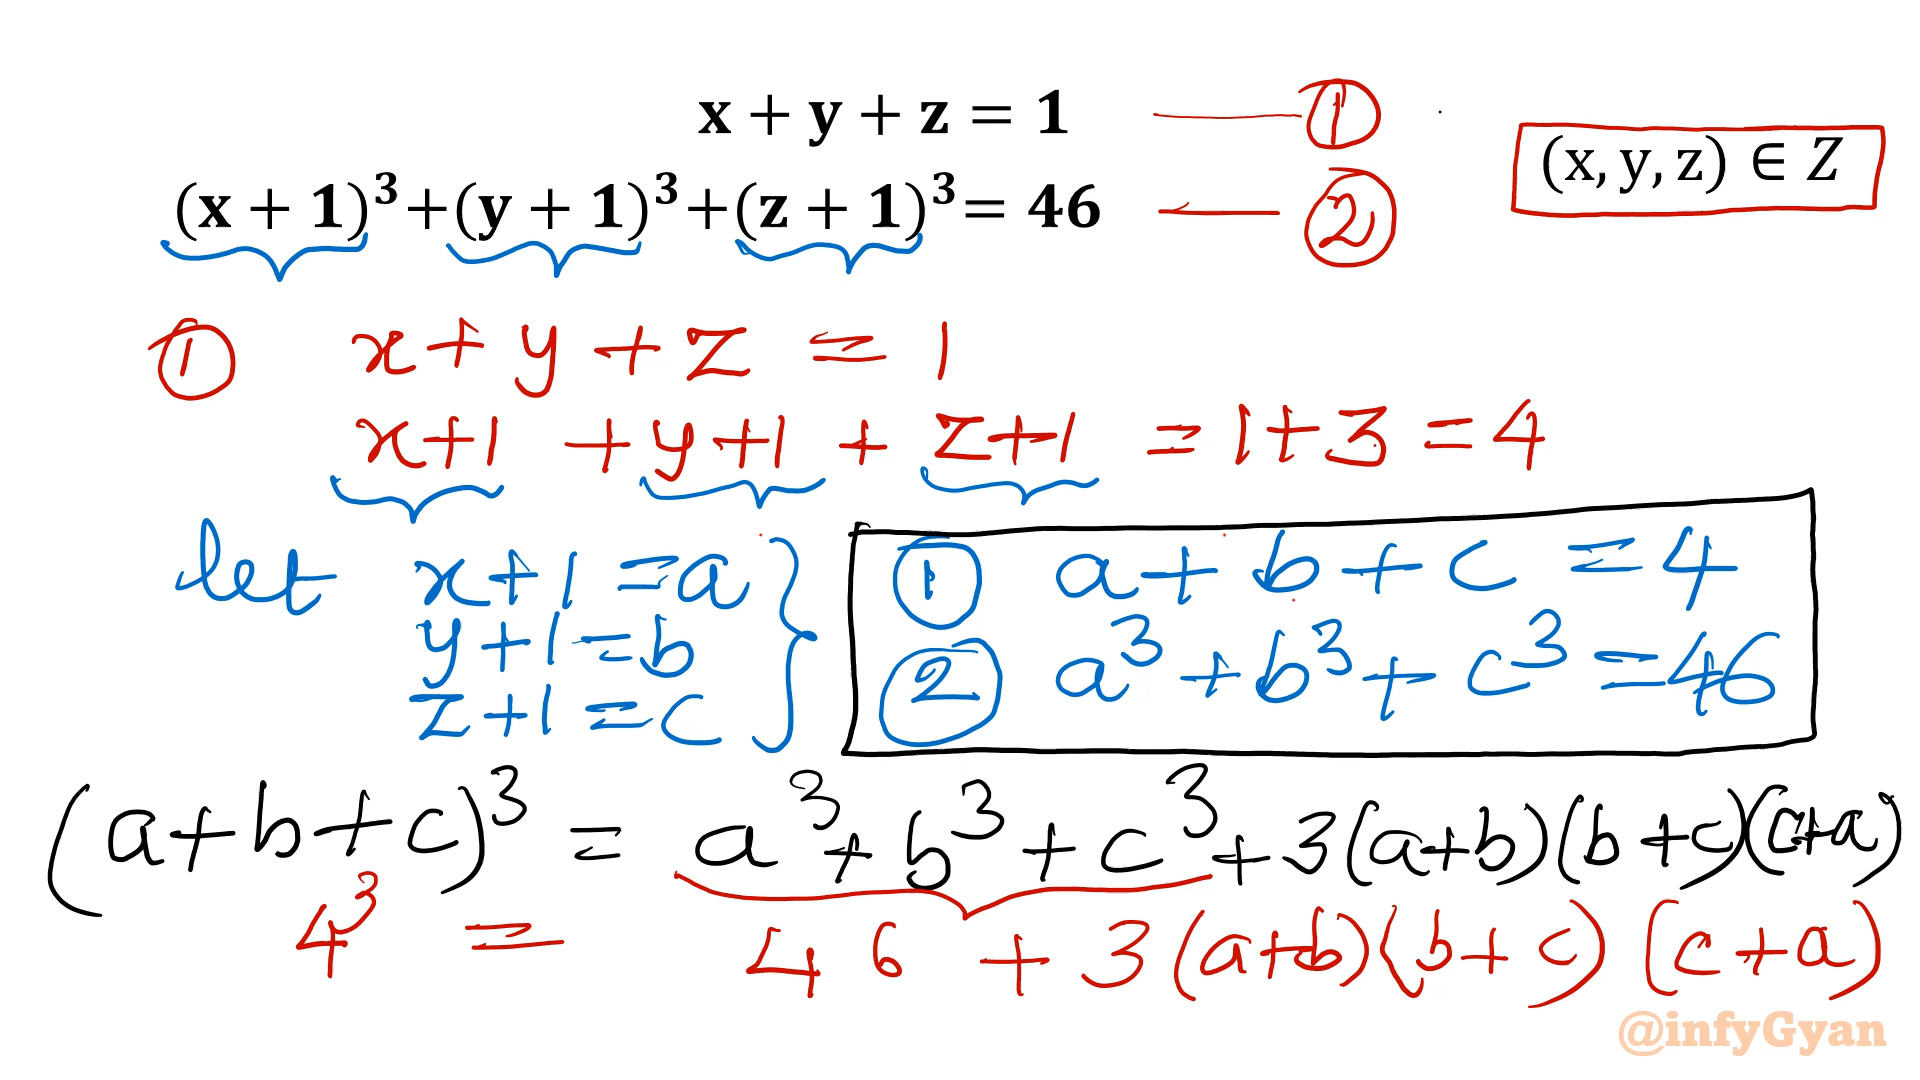 x + y + z = 1 —— ①
(x, y, z) ∈ Z
(x + 1)³+(y + 1)³+(z + 1)³= 46 —— ②
① x + y + z = 1
x+1 + y+1 + z+1 = 1+3 = 4
let x+1 = a
y+1 = b
z+1 = c
① a + b + c = 4
② a³ + b³ + c³ = 46
(a+b+c)³ = a³ + b³ + c³ + 3(a+b)(b+c)(c+a)
4³ = 46 + 3(a+b)(b+c)(c+a)
@infyGyan